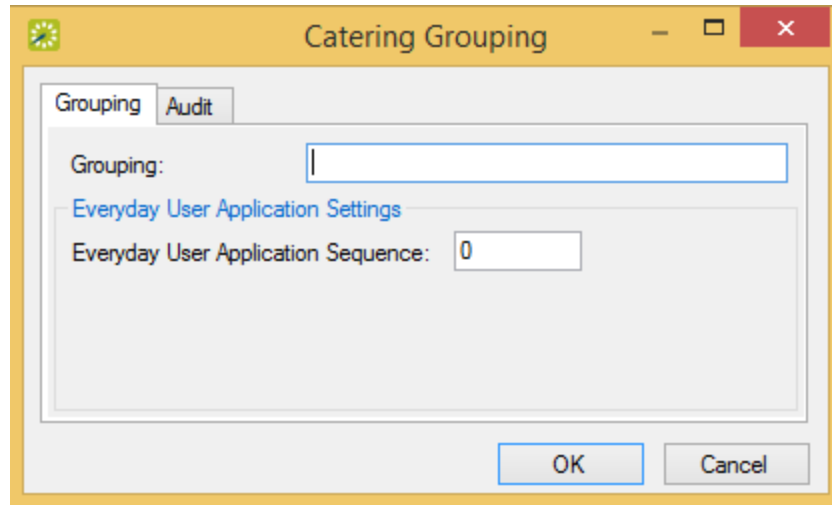 Catering Grouping
Grouping Audit
Grouping:
Everyday User Application Settings
Everyday User Application Sequence: 0
OK Cancel